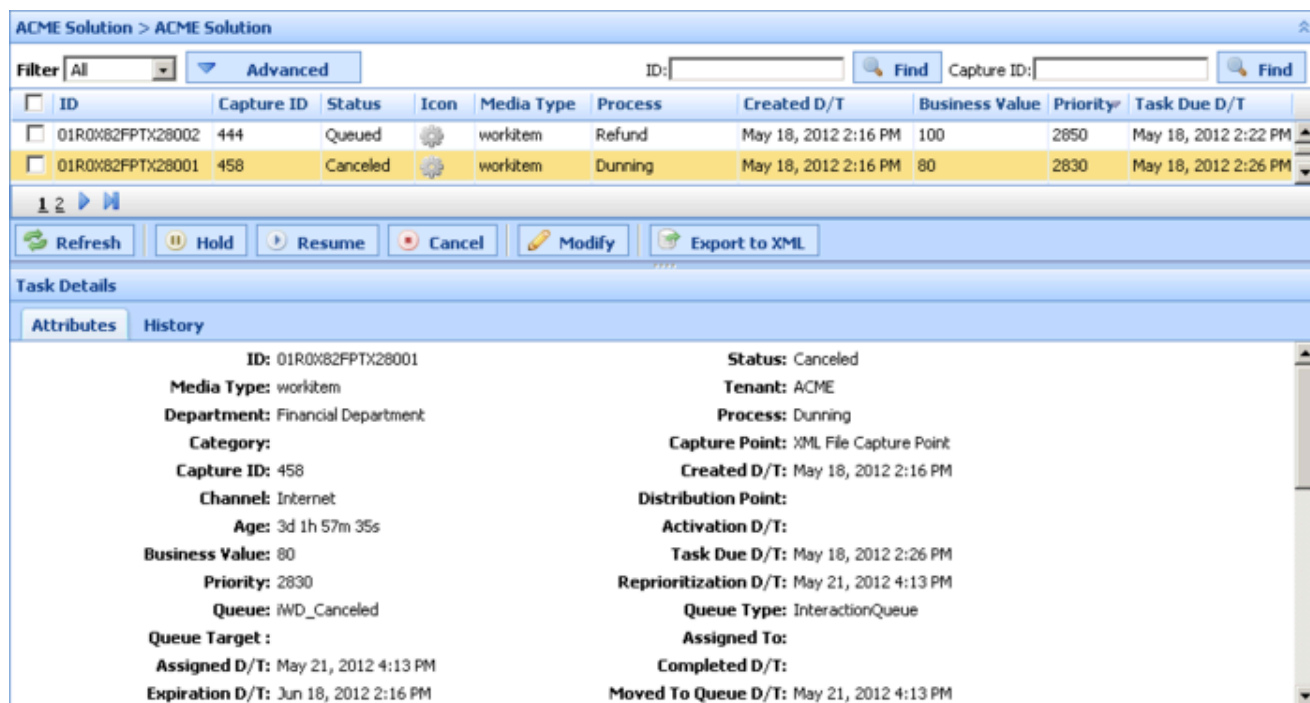 ACME Solution > ACME Solution
Filter All Advanced ID: Find Capture ID: Find
ID Capture ID Status Icon Media Type Process Created D/T Business Value Priority Task Due D/T
01R0X82FPTX28002 444 Queued workitem Refund May 18, 2012 2:16 PM 100 2850 May 18, 2012 2:22 PM
01R0X82FPTX28001 458 Canceled workitem Dunning May 18, 2012 2:16 PM 80 2830 May 18, 2012 2:26 PM
1 2
Refresh Hold Resume Cancel Modify Export to XML
Task Details
Attributes History
ID: 01R0X82FPTX28001 Status: Canceled
Media Type: workitem Tenant: ACME
Department: Financial Department Process: Dunning
Category: Capture Point: XML File Capture Point
Capture ID: 458 Created D/T: May 18, 2012 2:16 PM
Channel: Internet Distribution Point:
Age: 3d 1h 57m 35s Activation D/T:
Business Value: 80 Task Due D/T: May 18, 2012 2:26 PM
Priority: 2830 Reprioritization D/T: May 21, 2012 4:13 PM
Queue: iWD_Canceled Queue Type: InteractionQueue
Queue Target : Assigned To:
Assigned D/T: May 21, 2012 4:13 PM Completed D/T:
Expiration D/T: Jun 18, 2012 2:16 PM Moved To Queue D/T: May 21, 2012 4:13 PM